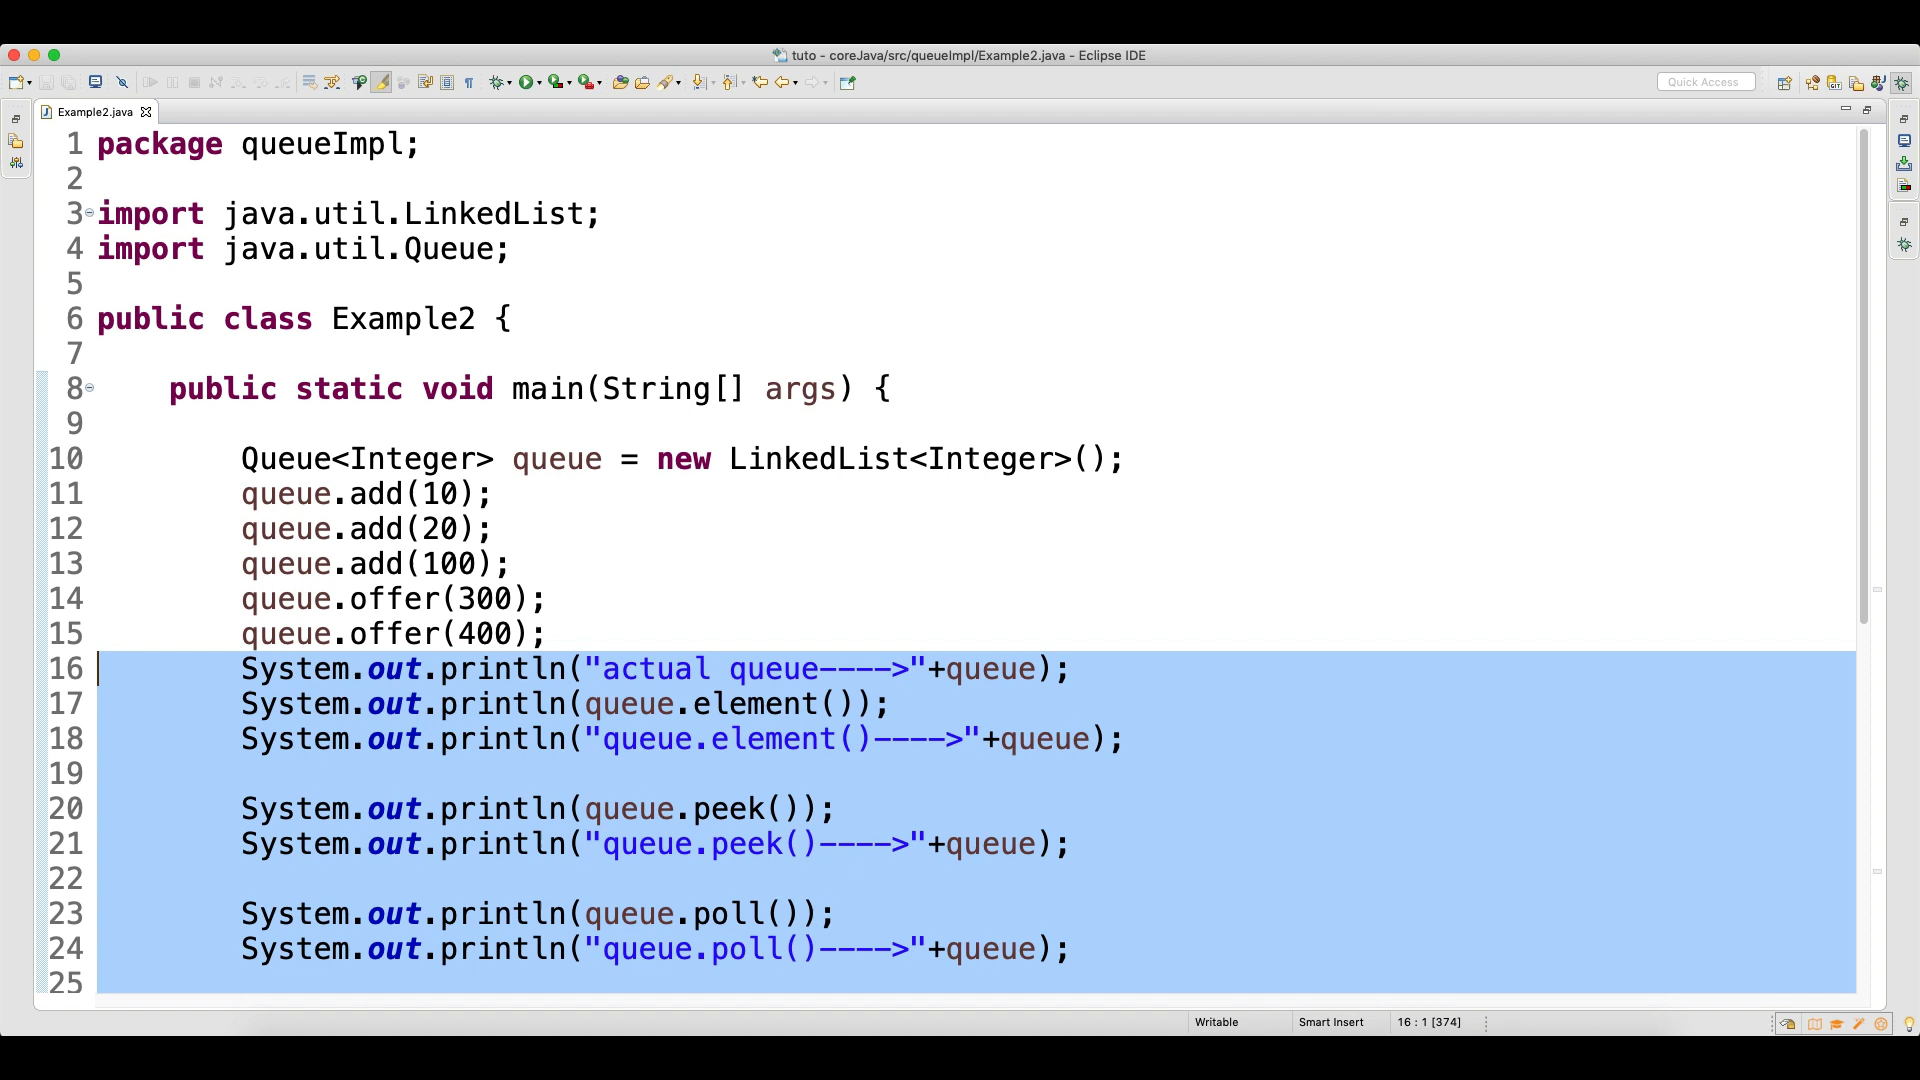 tuto - coreJava/src/queueImpl/Example2.java - Eclipse IDE
Quick Access
Example2.java
1 package queueImpl;
2
3 import java.util.LinkedList;
4 import java.util.Queue;
5
6 public class Example2 {
7
8 public static void main(String[] args) {
9
10 Queue<Integer> queue = new LinkedList<Integer>();
11 queue.add(10);
12 queue.add(20);
13 queue.add(100);
14 queue.offer(300);
15 queue.offer(400);
16 System.out.println("actual queue---->"+queue);
17 System.out.println(queue.element());
18 System.out.println("queue.element()---->"+queue);
19
20 System.out.println(queue.peek());
21 System.out.println("queue.peek()---->"+queue);
22
23 System.out.println(queue.poll());
24 System.out.println("queue.poll()---->"+queue);
25
Writable Smart Insert 16 : 1 [374]